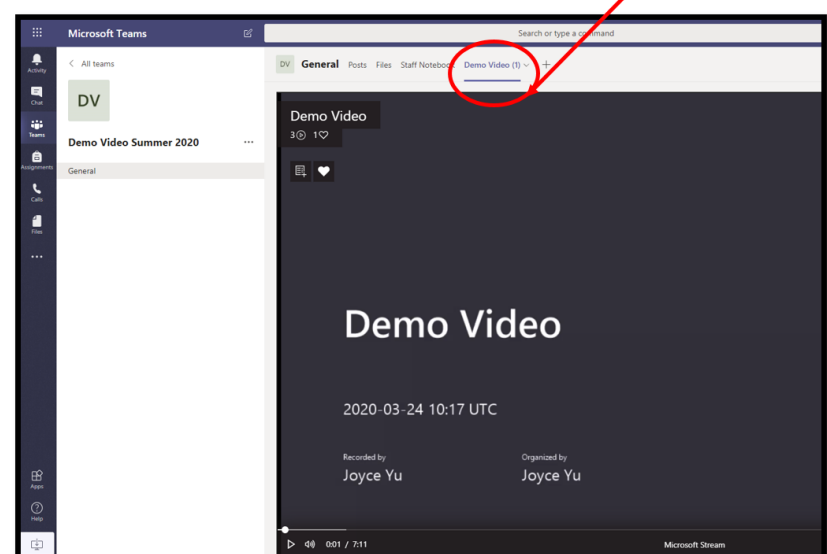 Microsoft Teams
Search or type a command
Activity
Chat
Teams
Assignments
Calls
Files
Apps
Help
All teams
DV
Demo Video Summer 2020
General
DV General Posts Files Staff Notebook Demo Video (1) +
Demo Video
3 1
Demo Video
2020-03-24 10:17 UTC
Recorded by
Joyce Yu
Organized by
Joyce Yu
0:01 / 7:11
Microsoft Stream